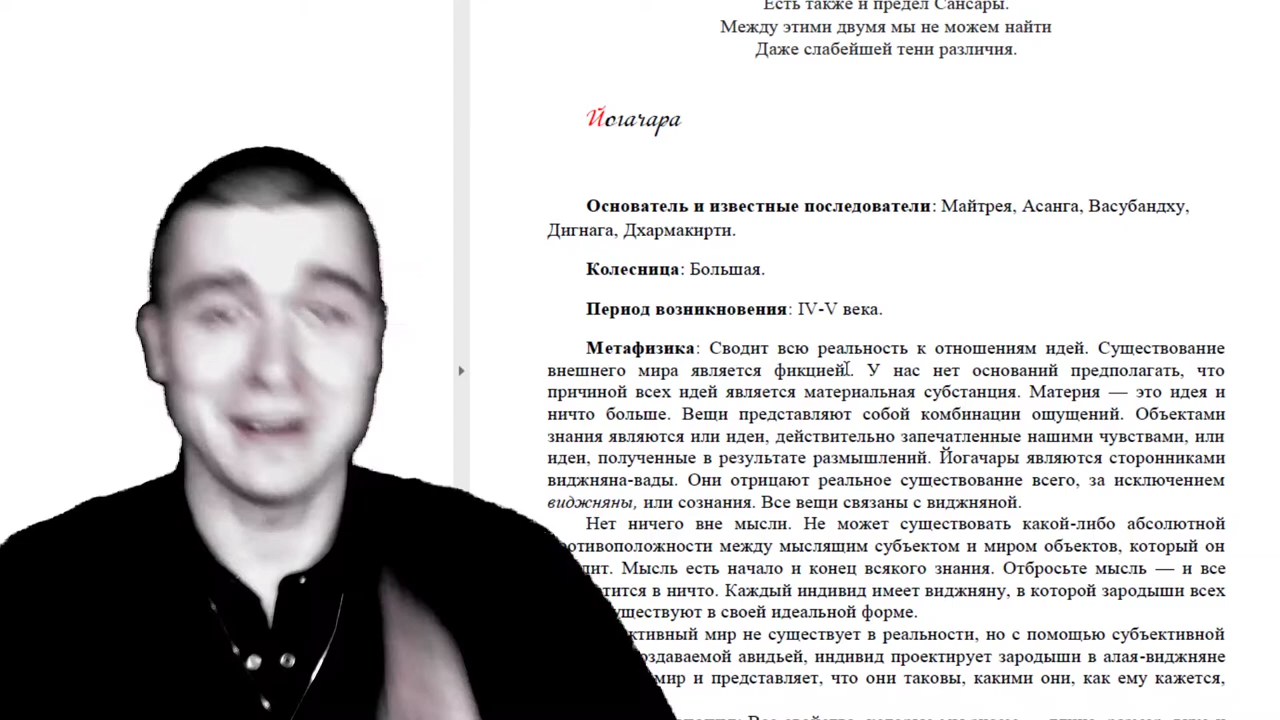 Есть также и предел Сансары.
Между этими двумя мы не можем найти
Даже слабейшей тени различия.
Йогачара
Основатель и известные последователи: Майтрея, Асанга, Васубандху,
Дигнага, Дхармакирти.
Колесница: Большая.
Период возникновения: IV-V века.
Метафизика: Сводит всю реальность к отношениям идей. Существование
внешнего мира является фикцией. У нас нет оснований предполагать, что
причиной всех идей является материальная субстанция. Материя — это идея и
ничто больше. Вещи представляют собой комбинации ощущений. Объектами
знания являются или идеи, действительно запечатленные нашими чувствами, или
идеи, полученные в результате размышлений. Йогачары являются сторонниками
виджняна-вады. Они отрицают реальное существование всего, за исключением
виджняны, или сознания. Все вещи связаны с виджняной.
Нет ничего вне мысли. Не может существовать какой-либо абсолютной
отивоположности между мыслящим субъектом и миром объектов, который он
дит. Мысль есть начало и конец всякого знания. Отбросьте мысль — и все
тится в ничто. Каждый индивид имеет виджняну, в которой зародыши всех
уществуют в своей идеальной форме.
ктивный мир не существует в реальности, но с помощью субъективной
оздаваемой авидьей, индивид проектирует зародыши в алая-виджняне
мир и представляет, что они таковы, какими они, как ему кажется,